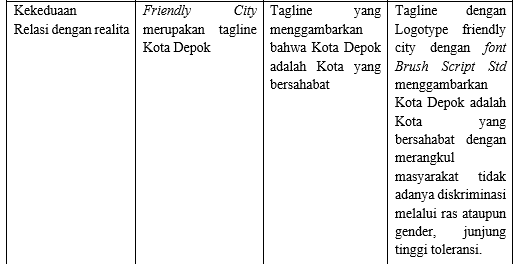 Kekeduaan
Relasi dengan realita
Friendly City
merupakan tagline
Kota Depok
Tagline yang
menggambarkan
bahwa Kota Depok
adalah Kota yang
bersahabat
Tagline dengan
Logotype friendly
city dengan font
Brush Script Std
menggambarkan
Kota Depok adalah
Kota yang
bersahabat dengan
merangkul
masyarakat tidak
adanya diskriminasi
melalui ras ataupun
gender, junjung
tinggi toleransi.